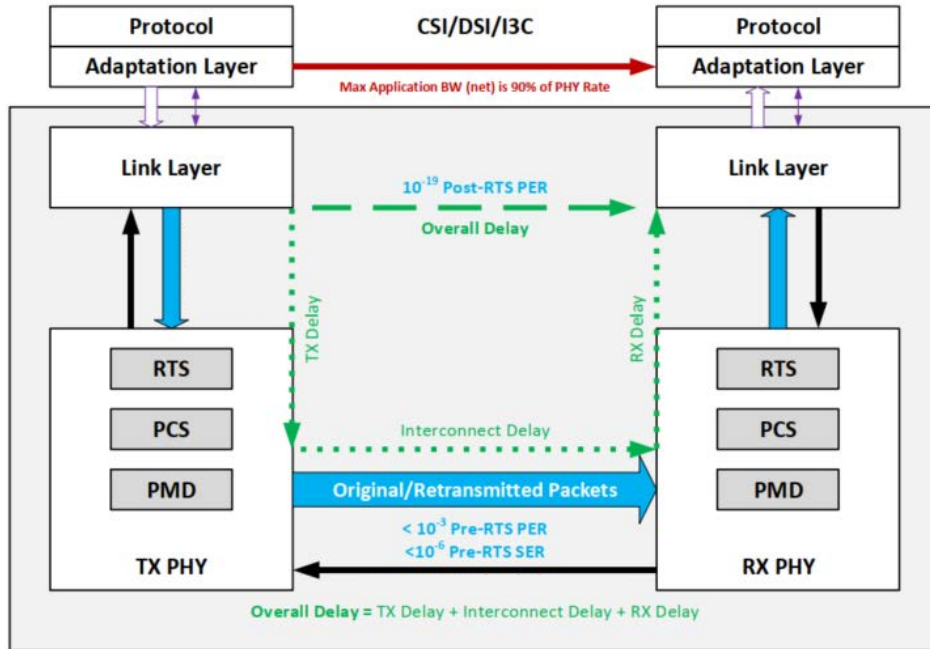 Protocol
CSI/DSI/I3C
Protocol
Adaptation Layer
Adaptation Layer
Max Application BW (net) is 90% of PHY Rate
Link Layer
Link Layer
10⁻¹⁹ Post-RTS PER
Overall Delay
TX Delay
RX Delay
RTS
RTS
PCS
PCS
Interconnect Delay
PMD
PMD
Original/Retransmitted Packets
< 10⁻³ Pre-RTS PER
<10⁻⁶ Pre-RTS SER
TX PHY
RX PHY
Overall Delay = TX Delay + Interconnect Delay + RX Delay